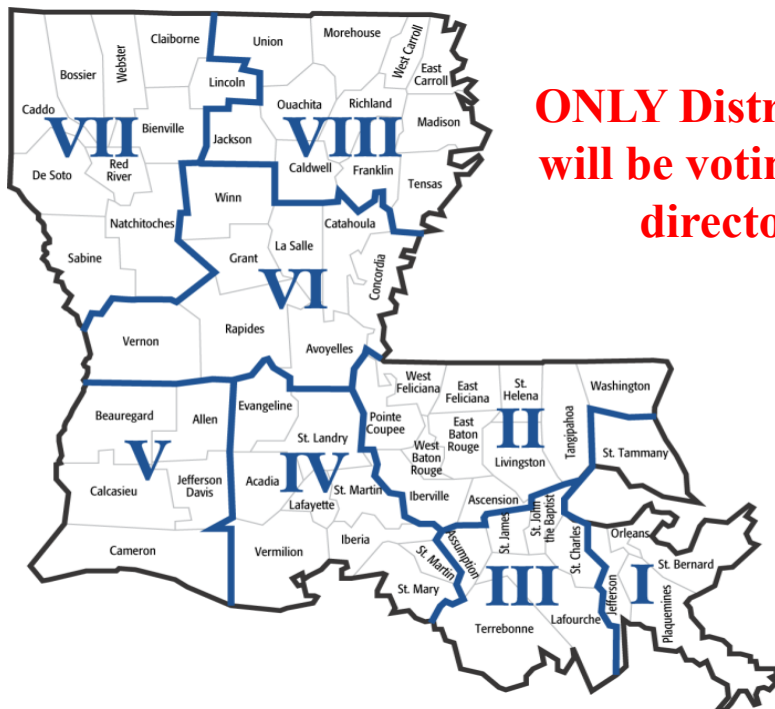 Claiborne
Union
Morehouse
West Carroll
Webster
Bossier
Lincoln
East
Carroll
Caddo
Ouachita
Richland
Madison
VII
Bienville
Jackson
VIII
De Soto
Red
River
Caldwell
Franklin
Tensas
Winn
Natchitoches
Catahoula
La Salle
Sabine
Grant
VI
Concordia
Vernon
Rapides
Avoyelles
ONLY Distr
will be votin
directo
West
Feliciana
East
Feliciana
St.
Helena
Washington
Beauregard
Allen
Evangeline
Pointe
Coupee
East
Baton
Rouge
II
Tangipahoa
V
St. Landry
West
Baton
Rouge
Livingston
St. Tammany
Calcasieu
Jefferson
Davis
Acadia
IV
Lafayette
St. Martin
Iberville
Ascension
St. James
St. John
the Baptist
St. Charles
Orleans
Cameron
Vermilion
Iberia
St. Martin
Assumption
St. Bernard
St. Mary
III
Jefferson
I
Plaquemines
Terrebonne
Lafourche